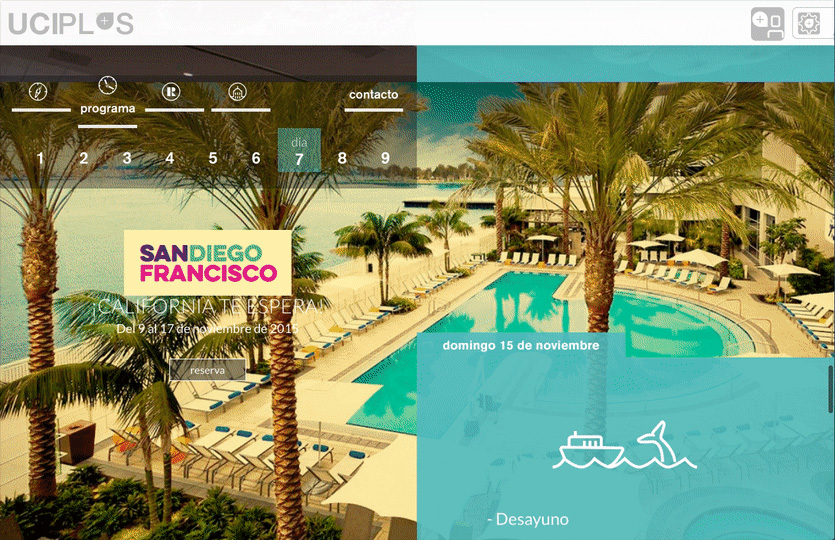 UCIPL+S
programa
contacto
1 2 3 4 5 6 día 7 8 9
SANDIEGO
FRANCISCO
¡CALIFORNIA TE ESPERA!
Del 9 al 17 de noviembre de 2015
reserva
domingo 15 de noviembre
- Desayuno